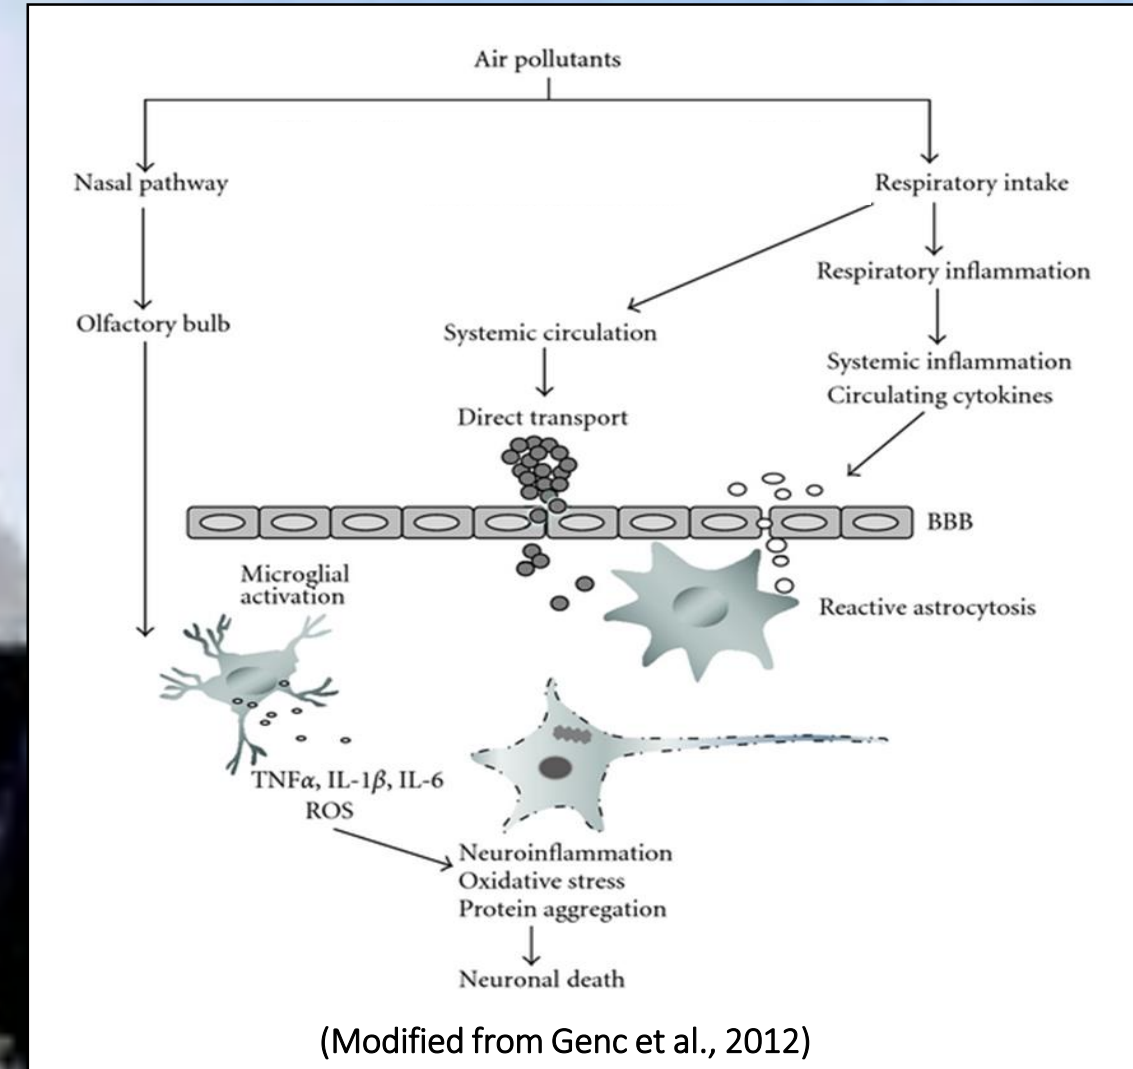 Air pollutants
Nasal pathway
Respiratory intake
Respiratory inflammation
Olfactory bulb
Systemic circulation
Systemic inflammation
Circulating cytokines
Direct transport
BBB
Microglial
activation
Reactive astrocytosis
TNFα, IL-1β, IL-6
ROS
Neuroinflammation
Oxidative stress
Protein aggregation
Neuronal death
(Modified from Genc et al., 2012)